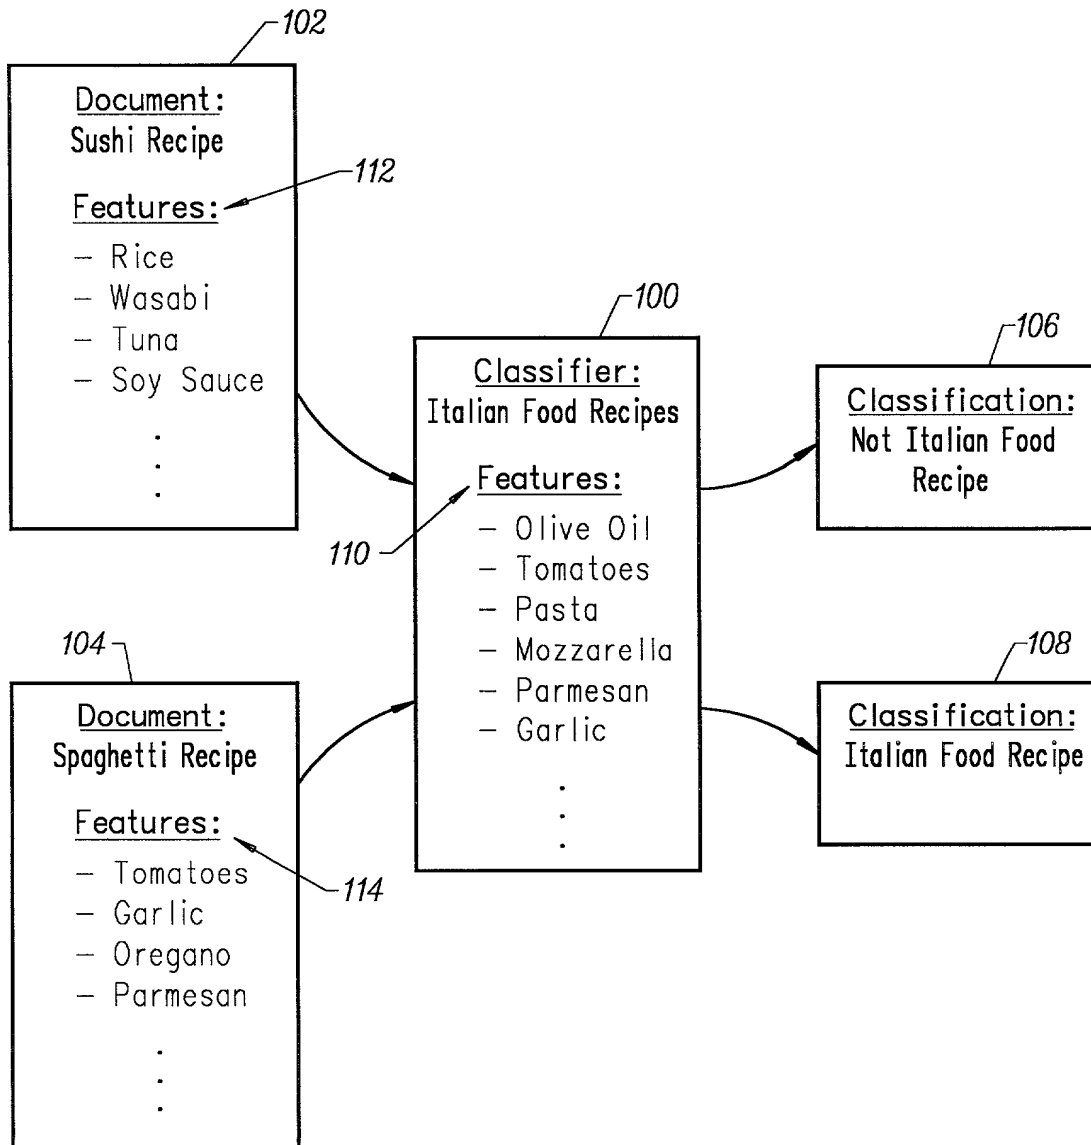 102
Document:
Sushi Recipe
112
Features:
– Rice
– Wasabi
– Tuna
– Soy Sauce
104
Document:
Spaghetti Recipe
Features:
114
– Tomatoes
– Garlic
– Oregano
– Parmesan
100
Classifier:
Italian Food Recipes
Features:
110
– Olive Oil
– Tomatoes
– Pasta
– Mozzarella
– Parmesan
– Garlic
106
Classification:
Not Italian Food
Recipe
108
Classification:
Italian Food Recipe